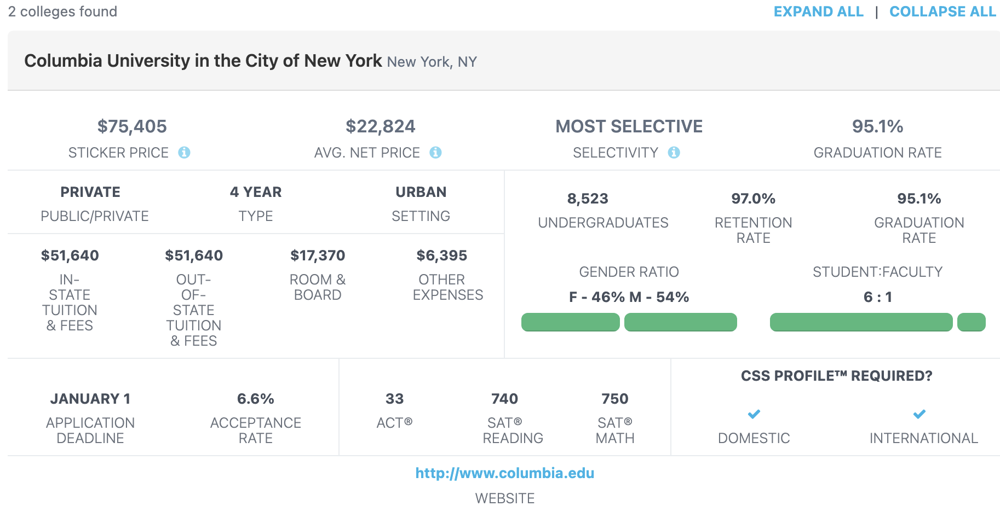 2 colleges found
EXPAND ALL | COLLAPSE ALL
Columbia University in the City of New York New York, NY
$75,405
STICKER PRICE
$22,824
AVG. NET PRICE
MOST SELECTIVE
SELECTIVITY
95.1%
GRADUATION RATE
PRIVATE
PUBLIC/PRIVATE
4 YEAR
TYPE
URBAN
SETTING
$51,640
IN-
STATE
TUITION
& FEES
$51,640
OUT-
OF-
STATE
TUITION
& FEES
$17,370
ROOM &
BOARD
$6,395
OTHER
EXPENSES
8,523
UNDERGRADUATES
97.0%
RETENTION
RATE
95.1%
GRADUATION
RATE
GENDER RATIO
F - 46% M - 54%
STUDENT:FACULTY
6 : 1
JANUARY 1
APPLICATION
DEADLINE
6.6%
ACCEPTANCE
RATE
33
ACT®
740
SAT®
READING
750
SAT®
MATH
CSS PROFILE™ REQUIRED?
DOMESTIC
INTERNATIONAL
http://www.columbia.edu
WEBSITE